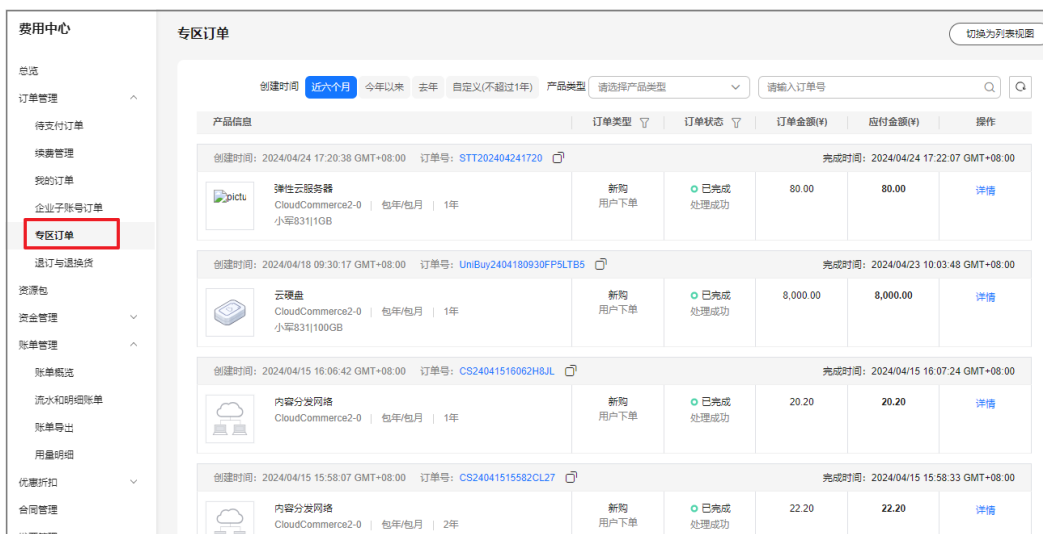 费用中心
总览
订单管理
待支付订单
续费管理
我的订单
企业子账号订单
专区订单
退订与退换货
资源包
资金管理
账单管理
账单概览
流水和明细账单
账单导出
用量明细
优惠折扣
合同管理
专区订单
切换为列表视图
创建时间 近六个月 今年以来 去年 自定义(不超过1年) 产品类型 请选择产品类型 请输入订单号
产品信息 订单类型 订单状态 订单金额(¥) 应付金额(¥) 操作
创建时间: 2024/04/24 17:20:38 GMT+08:00 订单号: STT202404241720 完成时间: 2024/04/24 17:22:07 GMT+08:00
pictu 弹性云服务器 新购 已完成 80.00 80.00 详情
CloudCommerce2-0 | 包年/包月 | 1年 用户下单 处理成功
小军831|1GB
创建时间: 2024/04/18 09:30:17 GMT+08:00 订单号: UniBuy2404180930FP5LTB5 完成时间: 2024/04/23 10:03:48 GMT+08:00
云硬盘 新购 已完成 8,000.00 8,000.00 详情
CloudCommerce2-0 | 包年/包月 | 1年 用户下单 处理成功
小军831|100GB
创建时间: 2024/04/15 16:06:42 GMT+08:00 订单号: CS24041516062H8JL 完成时间: 2024/04/15 16:07:24 GMT+08:00
内容分发网络 新购 已完成 20.20 20.20 详情
CloudCommerce2-0 | 包年/包月 | 1年 用户下单 处理成功
创建时间: 2024/04/15 15:58:07 GMT+08:00 订单号: CS24041515582CL27 完成时间: 2024/04/15 15:58:33 GMT+08:00
内容分发网络 新购 已完成 22.20 22.20 详情
CloudCommerce2-0 | 包年/包月 | 2年 用户下单 处理成功